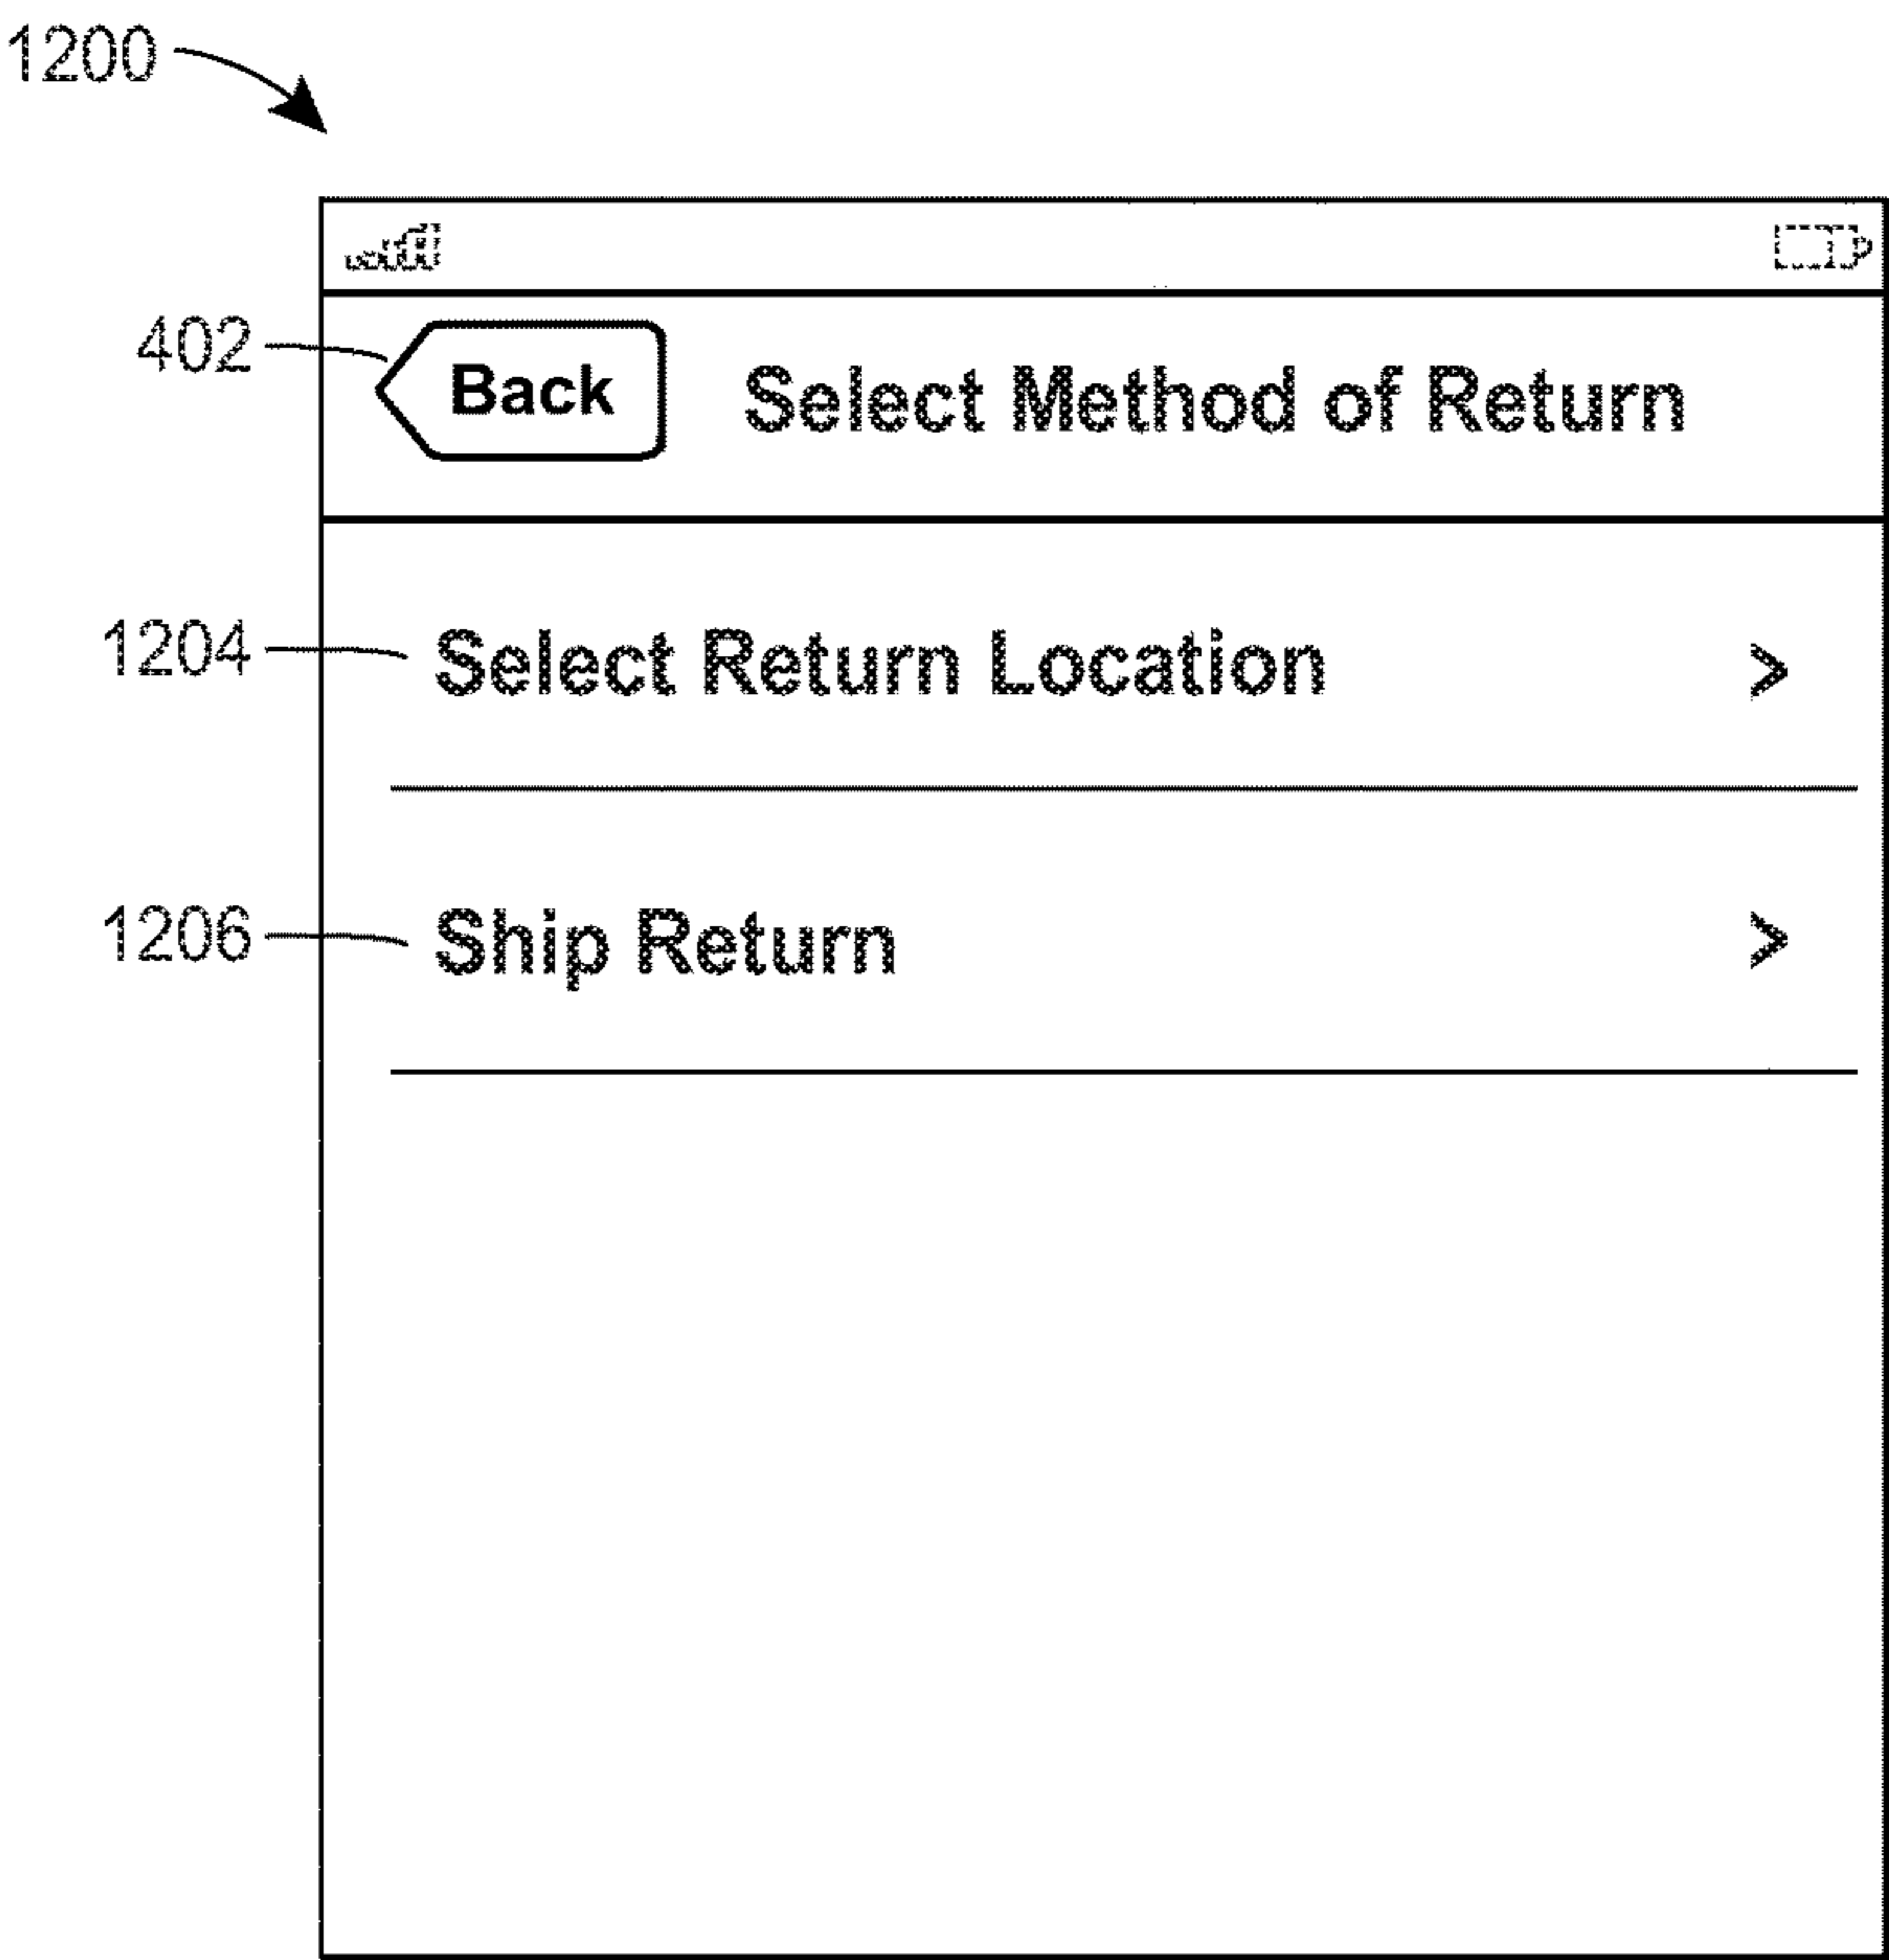 1200
402 Back Select Method of Return
1204 Select Return Location >
1206 Ship Return >